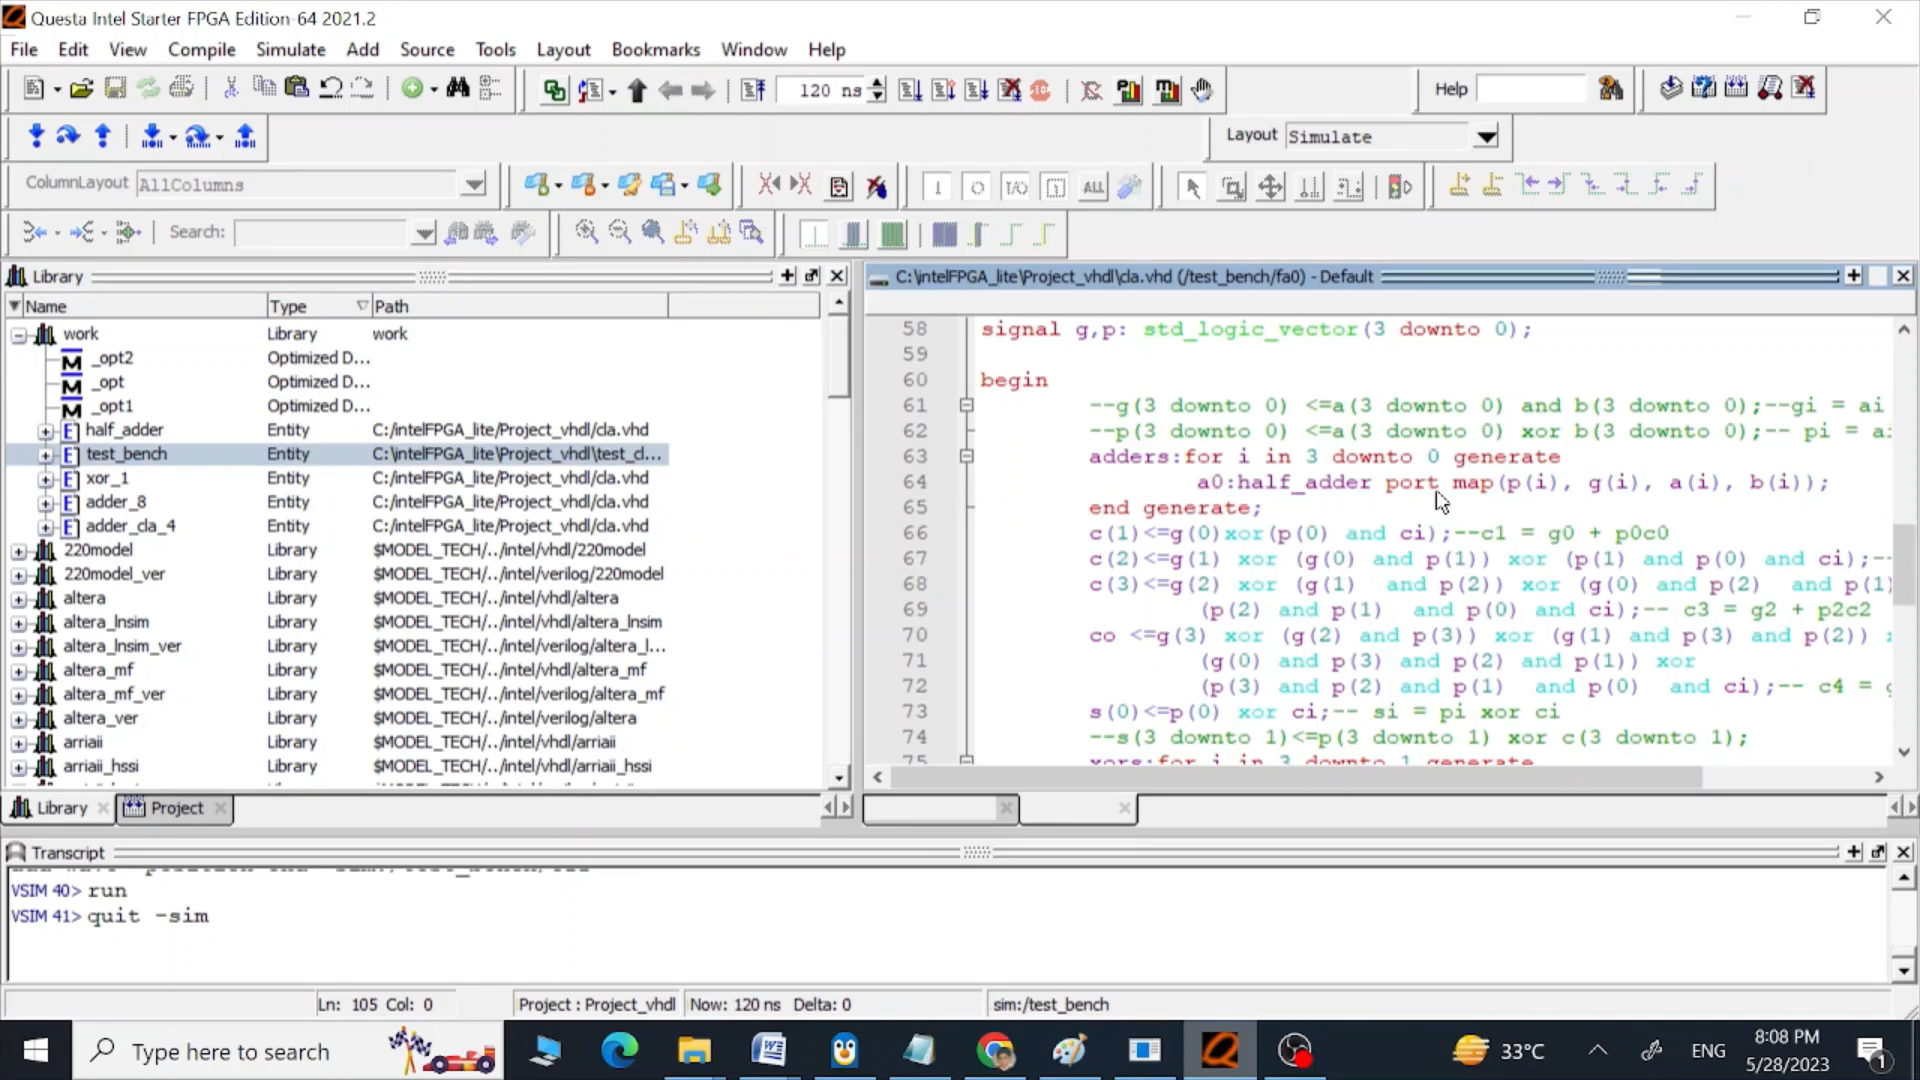 Questa Intel Starter FPGA Edition-64 2021.2
File Edit View Compile Simulate Add Source Tools Layout Bookmarks Window Help
120 ns
Help
Layout Simulate
ColumnLayout AllColumns
ALL
Search:
Library
Name Type Path
work Library work
_opt2 Optimized D...
_opt Optimized D...
_opt1 Optimized D...
half_adder Entity C:/intelFPGA_lite/Project_vhdl/cla.vhd
test_bench Entity C:\intelFPGA_lite\Project_vhdl\test_cl...
xor_1 Entity C:/intelFPGA_lite/Project_vhdl/cla.vhd
adder_8 Entity C:/intelFPGA_lite/Project_vhdl/cla.vhd
adder_cla_4 Entity C:/intelFPGA_lite/Project_vhdl/cla.vhd
220model Library $MODEL_TECH/../intel/vhdl/220model
220model_ver Library $MODEL_TECH/../intel/verilog/220model
altera Library $MODEL_TECH/../intel/vhdl/altera
altera_lnsim Library $MODEL_TECH/../intel/vhdl/altera_lnsim
altera_lnsim_ver Library $MODEL_TECH/../intel/verilog/altera_l...
altera_mf Library $MODEL_TECH/../intel/vhdl/altera_mf
altera_mf_ver Library $MODEL_TECH/../intel/verilog/altera_mf
altera_ver Library $MODEL_TECH/../intel/verilog/altera
arriaii Library $MODEL_TECH/../intel/vhdl/arriaii
arriaii_hssi Library $MODEL_TECH/../intel/vhdl/arriaii_hssi
Library Project
C:\intelFPGA_lite\Project_vhdl\cla.vhd (/test_bench/fa0) - Default
58 signal g,p: std_logic_vector(3 downto 0);
59
60 begin
61 --g(3 downto 0) <=a(3 downto 0) and b(3 downto 0);--gi = ai
62 --p(3 downto 0) <=a(3 downto 0) xor b(3 downto 0);-- pi = a
63 adders:for i in 3 downto 0 generate
64 a0:half_adder port map(p(i), g(i), a(i), b(i));
65 end generate;
66 c(1)<=g(0)xor(p(0) and ci);--c1 = g0 + p0c0
67 c(2)<=g(1) xor (g(0) and p(1)) xor (p(1) and p(0) and ci);--
68 c(3)<=g(2) xor (g(1) and p(2)) xor (g(0) and p(2) and p(1)
69 (p(2) and p(1) and p(0) and ci);-- c3 = g2 + p2c2
70 co <=g(3) xor (g(2) and p(3)) xor (g(1) and p(3) and p(2))
71 (g(0) and p(3) and p(2) and p(1)) xor
72 (p(3) and p(2) and p(1) and p(0) and ci);-- c4 =
73 s(0)<=p(0) xor ci;-- si = pi xor ci
74 --s(3 downto 1)<=p(3 downto 1) xor c(3 downto 1);
75 xors:for i in 3 downto 1 generate
Transcript
VSIM 40> run
VSIM 41> quit -sim
Ln: 105 Col: 0 Project : Project_vhdl Now: 120 ns Delta: 0 sim:/test_bench
Type here to search
33°C
ENG
8:08 PM
5/28/2023
1